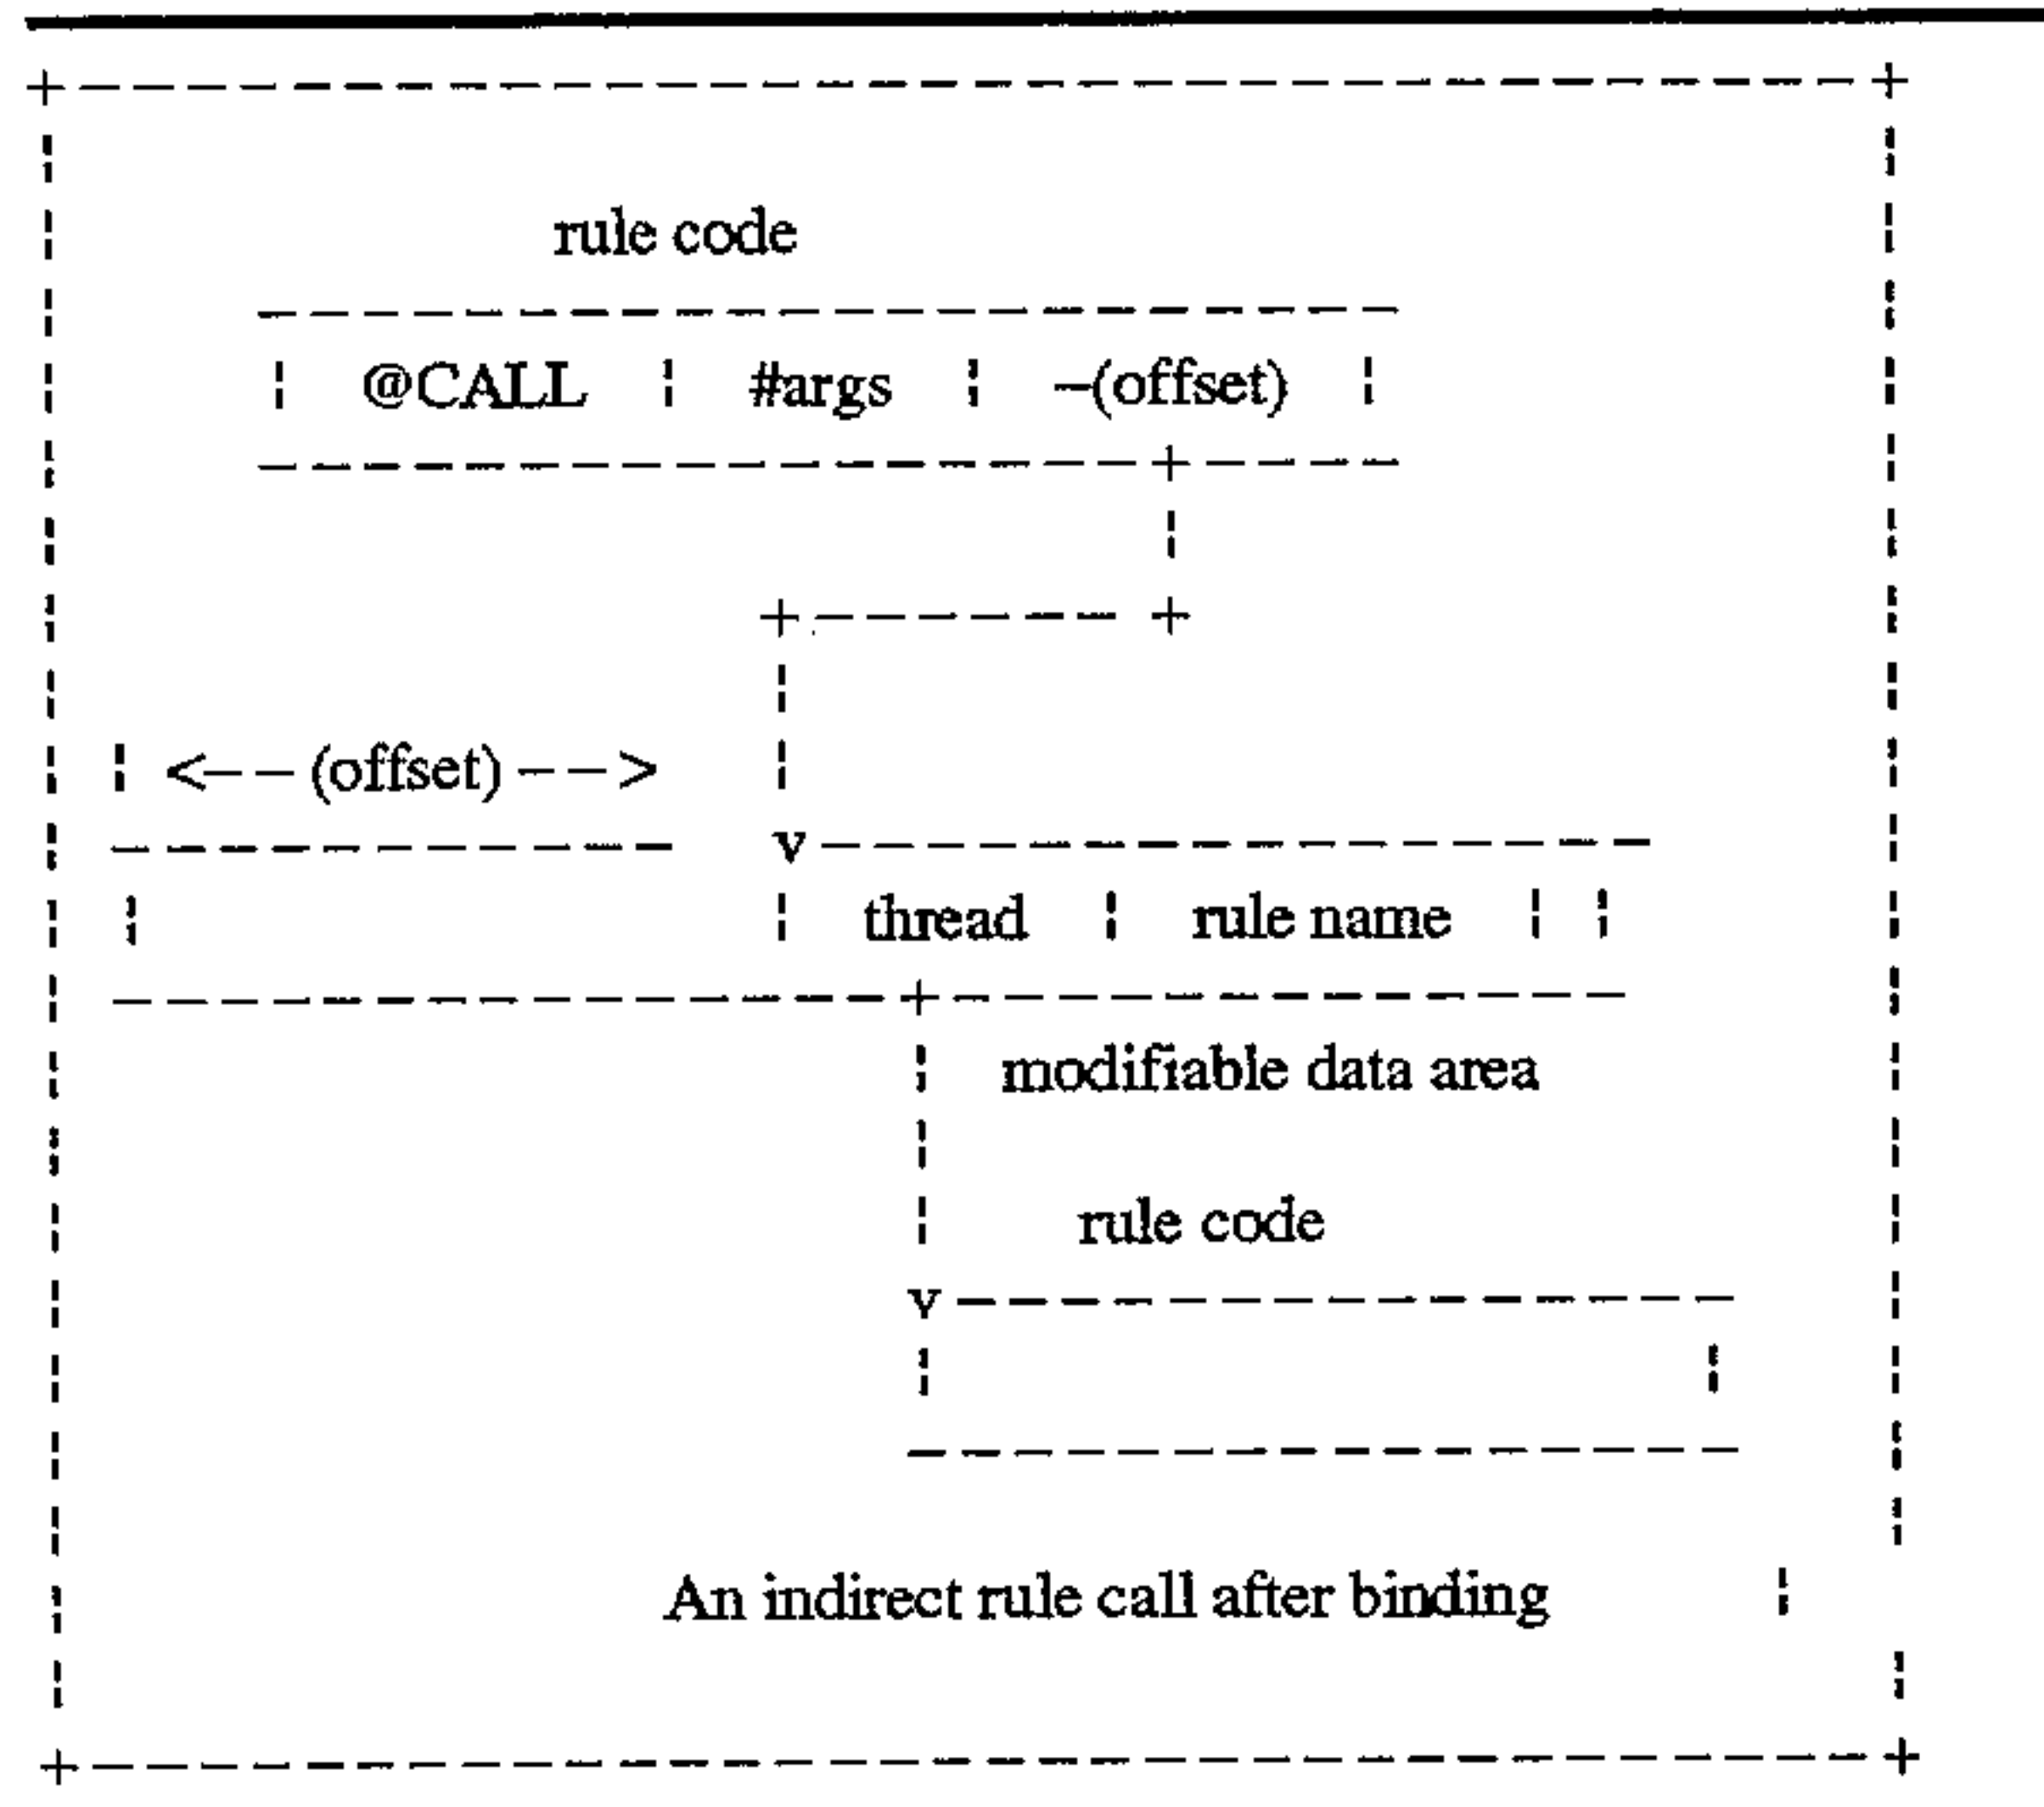 rule code
@CALL | #args | -(offset) |
| <-- (offset) -->
v
| thread | rule name | |
modifiable data area
rule code
v
An indirect rule call after binding